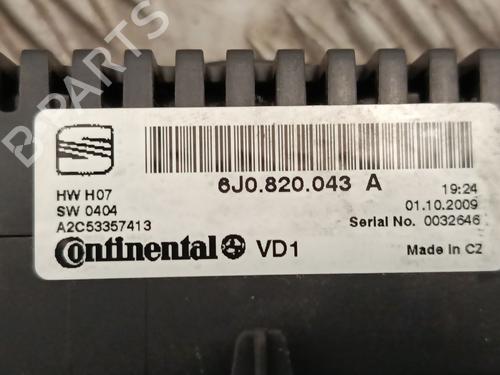 B-PARTS
6J0.820.043 A
HW H07
SW 0404
A2C53357413
19:24
01.10.2009
Serial No. 0032646
Continental VD1
Made in CZ